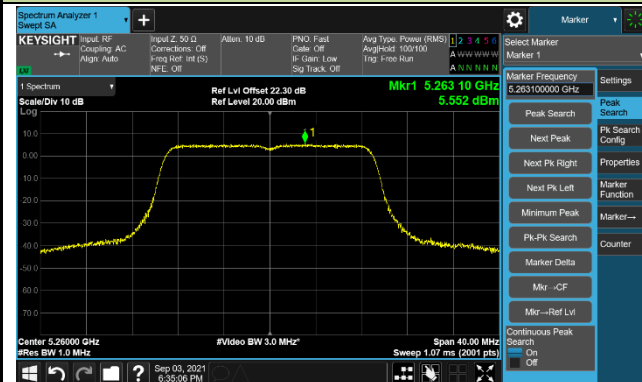 Spectrum Analyzer 1
Swept SA
Marker
KEYSIGHT
Input: RF
Coupling: AC
Align: Auto
Input Z: 50 Ω
Corrections: Off
Freq Ref: Int (S)
NFE: Off
Atten: 10 dB
PNO: Fast
Gate: Off
IF Gain: Low
Sig Track: Off
Avg Type: Power (RMS)
Avg|Hold: 100/100
Trig: Free Run
1 2 3 4 5 6
A W W W W W
A N N N N N
LXI
1 Spectrum
Scale/Div 10 dB
Log
Ref Lvl Offset 22.30 dB
Ref Level 20.00 dBm
Mkr1 5.263 10 GHz
5.552 dBm
1
10.0
0.00
-10.0
-20.0
-30.0
-40.0
-50.0
-60.0
-70.0
Center 5.26000 GHz
#Res BW 1.0 MHz
#Video BW 3.0 MHz*
Span 40.00 MHz
Sweep 1.07 ms (2001 pts)
Select Marker
Marker 1
Marker Frequency
5.263100000 GHz
Peak Search
Next Peak
Next Pk Right
Next Pk Left
Minimum Peak
Pk-Pk Search
Marker Delta
Mkr→CF
Mkr→Ref Lvl
Continuous Peak
Search
On
Off
Settings
Peak
Search
Pk Search
Config
Properties
Marker
Function
Marker→
Counter
Sep 03, 2021
6:35:06 PM